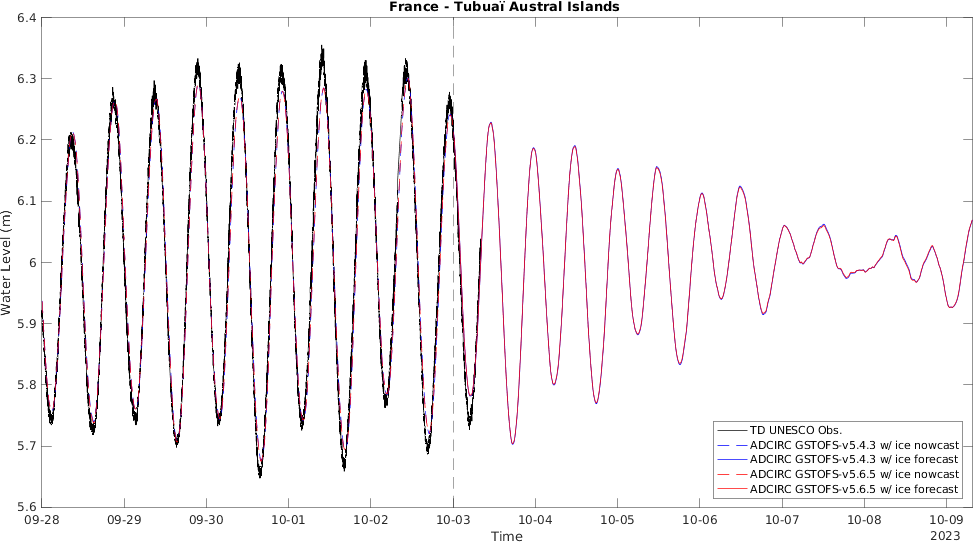 France - Tubuaï Austral Islands
6.4
6.3
6.2
6.1
6
5.9
5.8
5.7
5.6
Water Level (m)
TD UNESCO Obs.
ADCIRC GSTOFS-v5.4.3 w/ ice nowcast
ADCIRC GSTOFS-v5.4.3 w/ ice forecast
ADCIRC GSTOFS-v5.6.5 w/ ice nowcast
ADCIRC GSTOFS-v5.6.5 w/ ice forecast
09-28 09-29 09-30 10-01 10-02 10-03 10-04 10-05 10-06 10-07 10-08 10-09
2023
Time